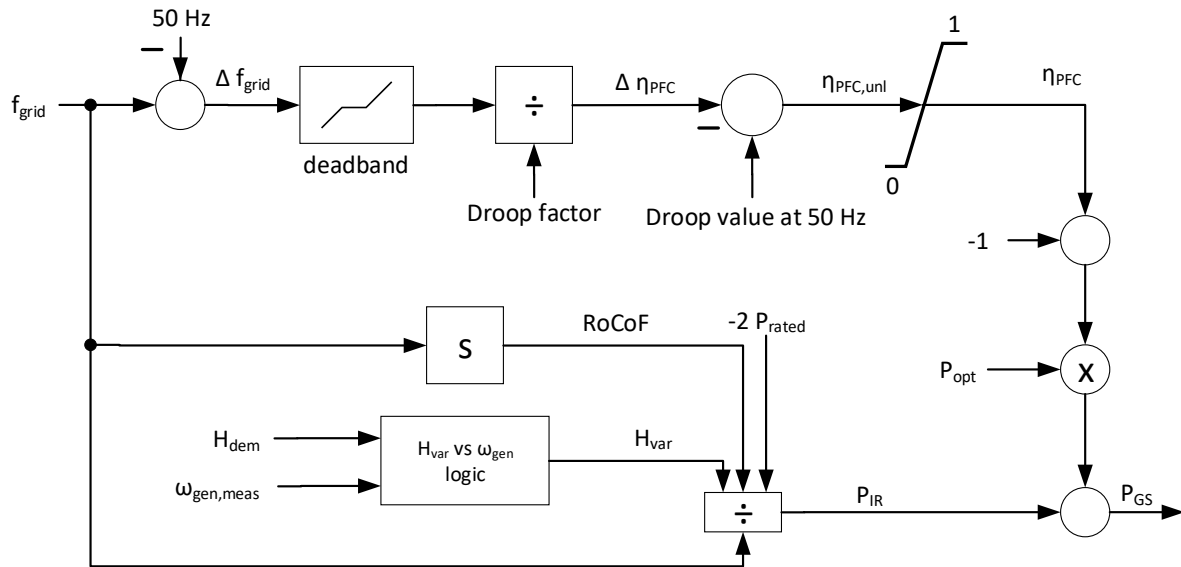 50 Hz
−
Δ f_grid
f_grid
deadband
÷
Droop factor
Δ η_PFC
−
Droop value at 50 Hz
η_PFC,unl
1
0
η_PFC
-1
RoCoF
-2 P_rated
s
P_opt
x
H_dem
ω_gen,meas
H_var vs ω_gen
logic
H_var
÷
P_IR
P_GS